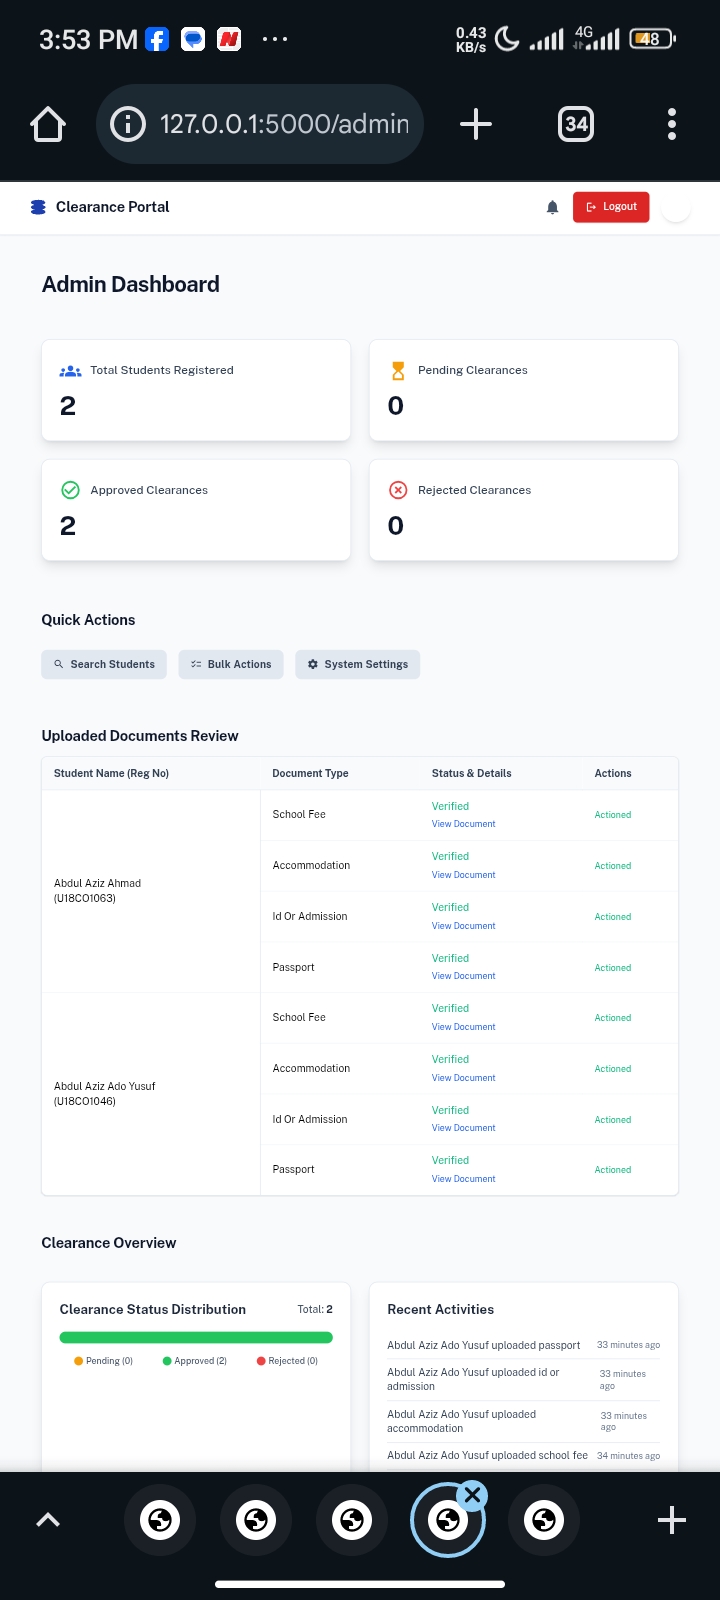 3:53 PM
0.43 KB/s
4G
48
127.0.0.1:5000/admin
34
Clearance Portal
Logout
Admin Dashboard
Total Students Registered
2
Pending Clearances
0
Approved Clearances
2
Rejected Clearances
0
Quick Actions
Search Students
Bulk Actions
System Settings
Uploaded Documents Review
Student Name (Reg No)
Document Type
Status & Details
Actions
Abdul Aziz Ahmad
(U18CO1063)
School Fee
Verified
View Document
Actioned
Accommodation
Verified
View Document
Actioned
Id Or Admission
Verified
View Document
Actioned
Passport
Verified
View Document
Actioned
Abdul Aziz Ado Yusuf
(U18CO1046)
School Fee
Verified
View Document
Actioned
Accommodation
Verified
View Document
Actioned
Id Or Admission
Verified
View Document
Actioned
Passport
Verified
View Document
Actioned
Clearance Overview
Clearance Status Distribution
Total: 2
Pending (0)
Approved (2)
Rejected (0)
Recent Activities
Abdul Aziz Ado Yusuf uploaded passport
33 minutes ago
Abdul Aziz Ado Yusuf uploaded id or
admission
33 minutes
ago
Abdul Aziz Ado Yusuf uploaded
accommodation
33 minutes
ago
Abdul Aziz Ado Yusuf uploaded school fee
34 minutes ago